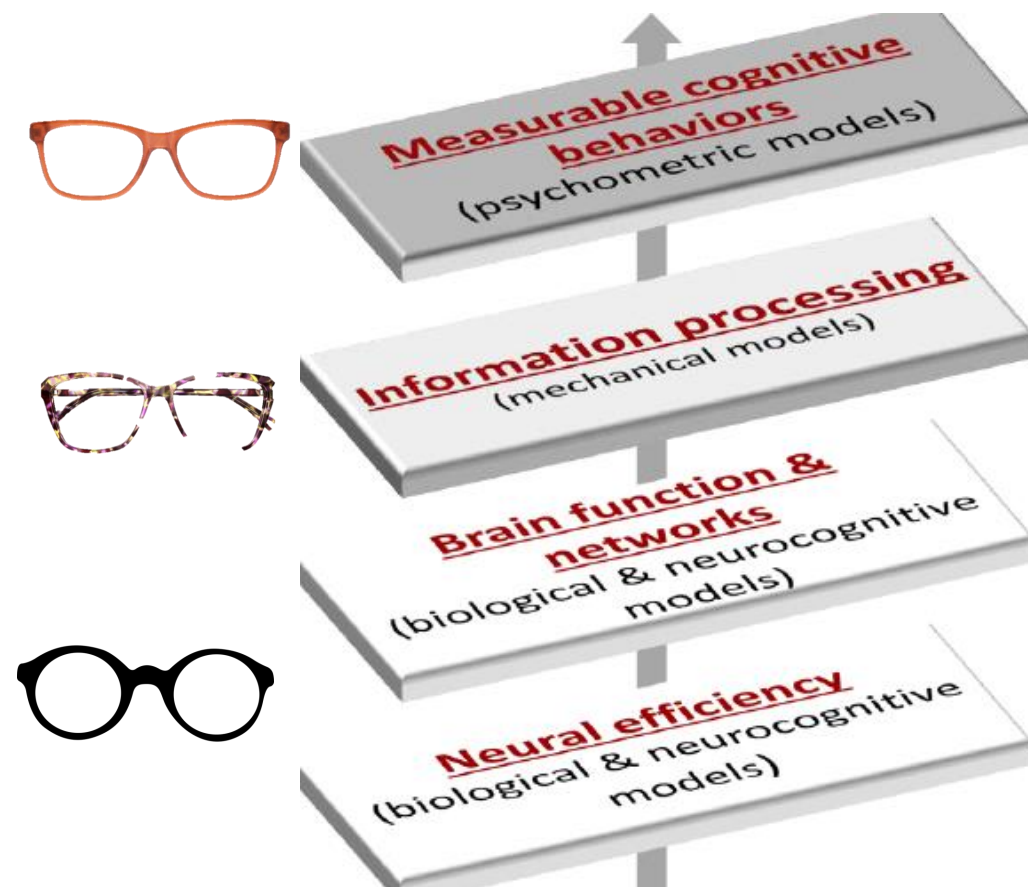 Measurable cognitive
behaviors
(psychometric models)
Information processing
(mechanical models)
Brain function &
networks
(biological & neurocognitive
models)
Neural efficiency
(biological & neurocognitive
models)